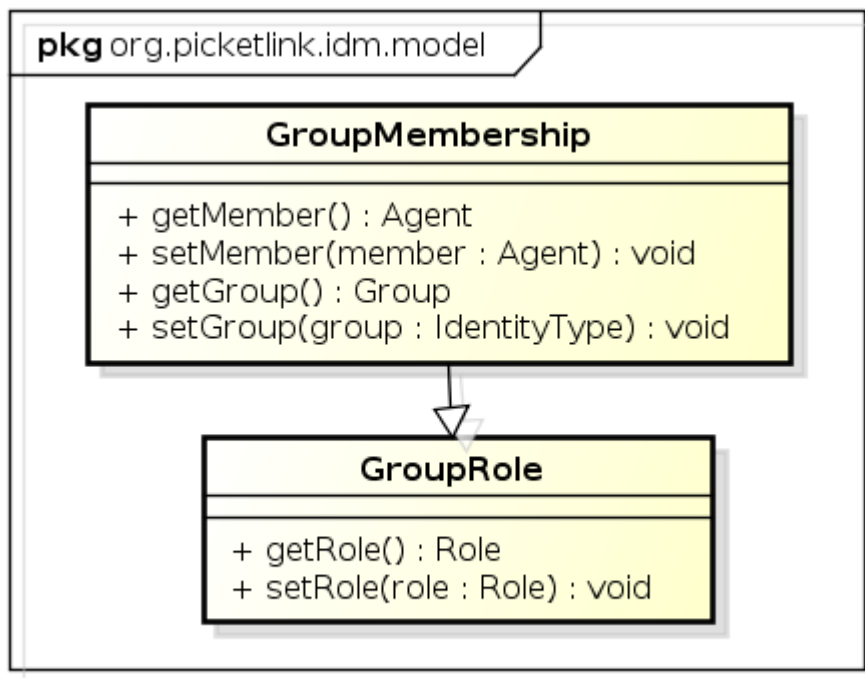 pkg org.picketlink.idm.model
GroupMembership
+ getMember() : Agent
+ setMember(member : Agent) : void
+ getGroup() : Group
+ setGroup(group : IdentityType) : void
GroupRole
+ getRole() : Role
+ setRole(role : Role) : void